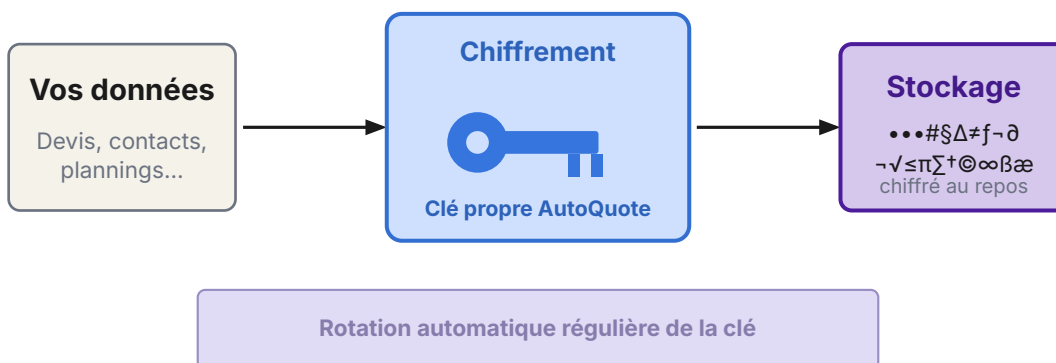 Vos données
Devis, contacts,
plannings...
Chiffrement
Clé propre AutoQuote
Stockage
•••#§Δ≠ƒ¬∂
¬√≤π∑†©∞ßæ
chiffré au repos
Rotation automatique régulière de la clé